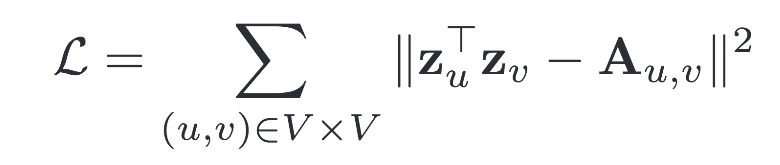 ℒ = ∑_{(u,v)∈V×V} ‖𝐳_u^⊤ 𝐳_v − 𝐀_{u,v}‖²